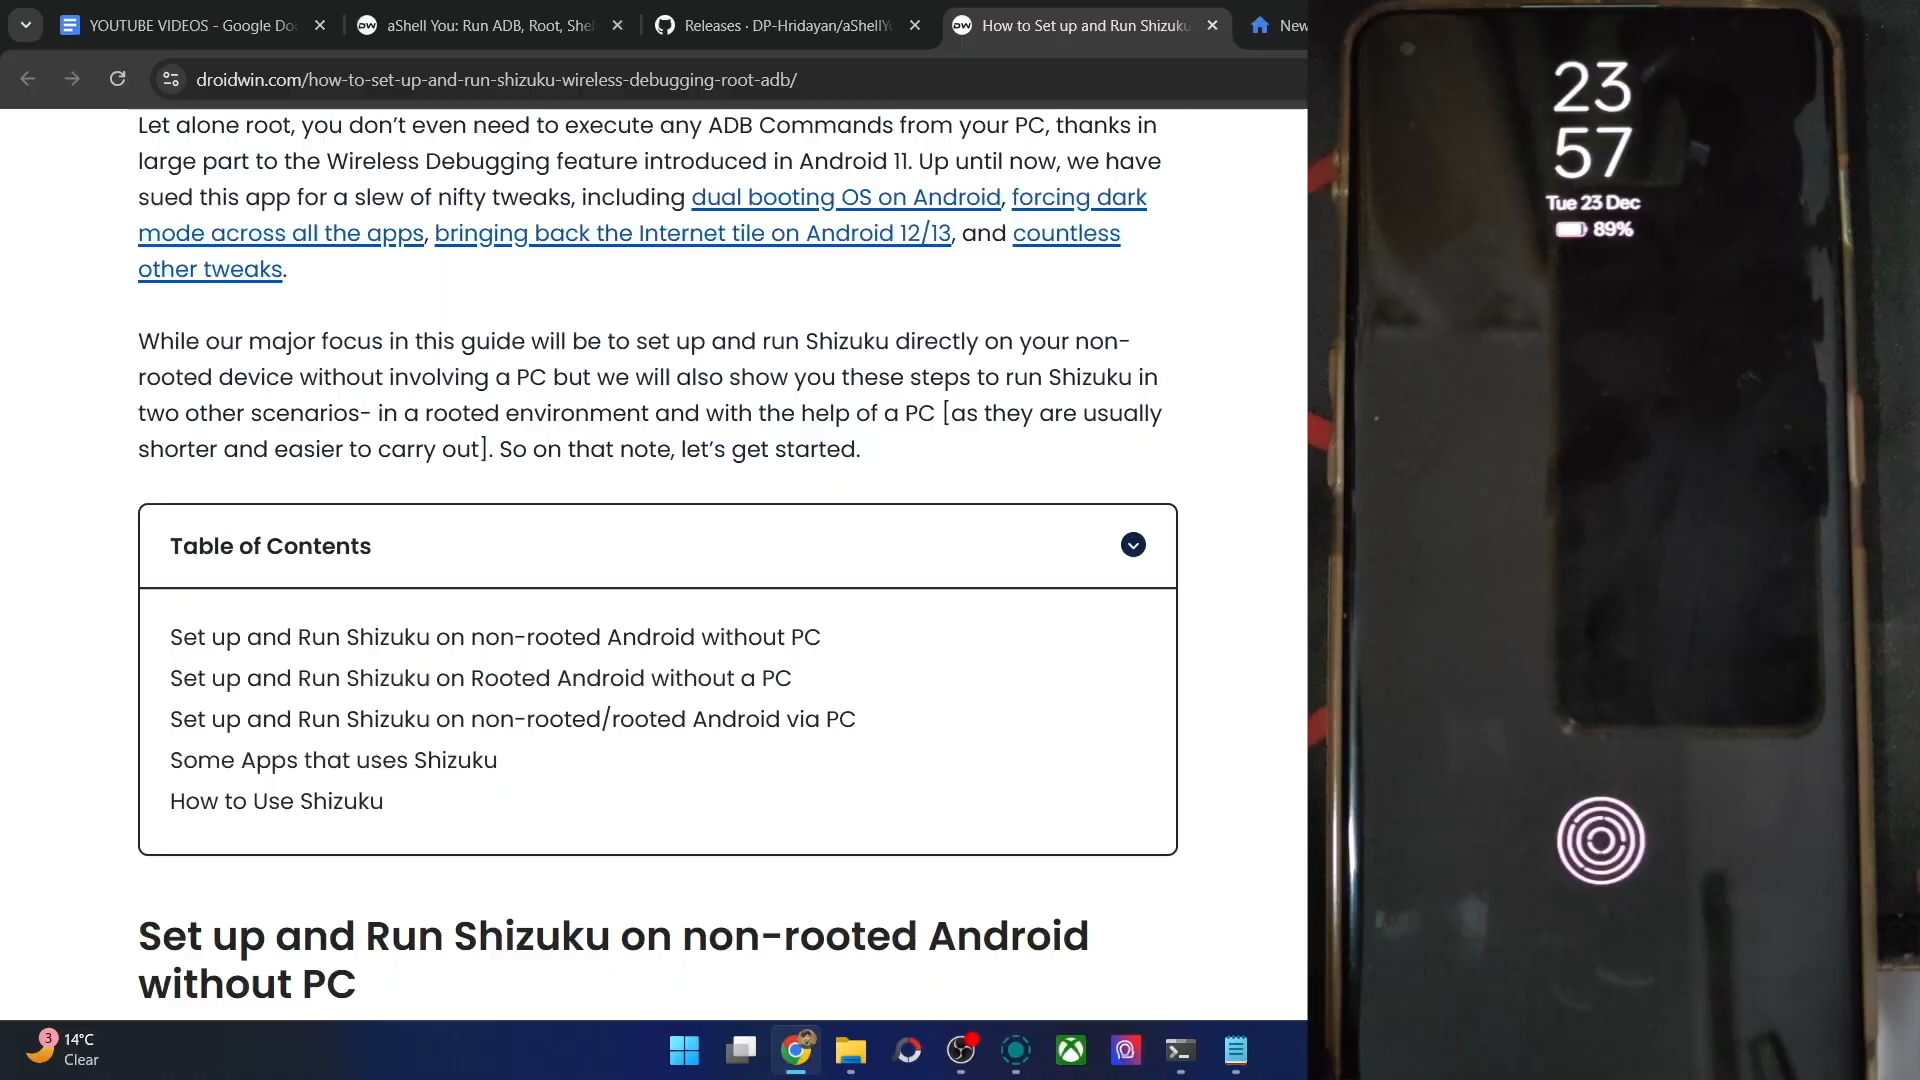 YOUTUBE VIDEOS - Google Doc
aShell You: Run ADB, Root, She
Releases · DP-Hridayan/aShellYo
How to Set up and Run Shizuku
New
droidwin.com/how-to-set-up-and-run-shizuku-wireless-debugging-root-adb/
Let alone root, you don’t even need to execute any ADB Commands from your PC, thanks in
large part to the Wireless Debugging feature introduced in Android 11. Up until now, we have
sued this app for a slew of nifty tweaks, including dual booting OS on Android, forcing dark
mode across all the apps, bringing back the Internet tile on Android 12/13, and countless
other tweaks.
While our major focus in this guide will be to set up and run Shizuku directly on your non-
rooted device without involving a PC but we will also show you these steps to run Shizuku in
two other scenarios- in a rooted environment and with the help of a PC [as they are usually
shorter and easier to carry out]. So on that note, let’s get started.
Table of Contents
Set up and Run Shizuku on non-rooted Android without PC
Set up and Run Shizuku on Rooted Android without a PC
Set up and Run Shizuku on non-rooted/rooted Android via PC
Some Apps that uses Shizuku
How to Use Shizuku
Set up and Run Shizuku on non-rooted Android
without PC
3
14°C
Clear
23
57
Tue 23 Dec
89%